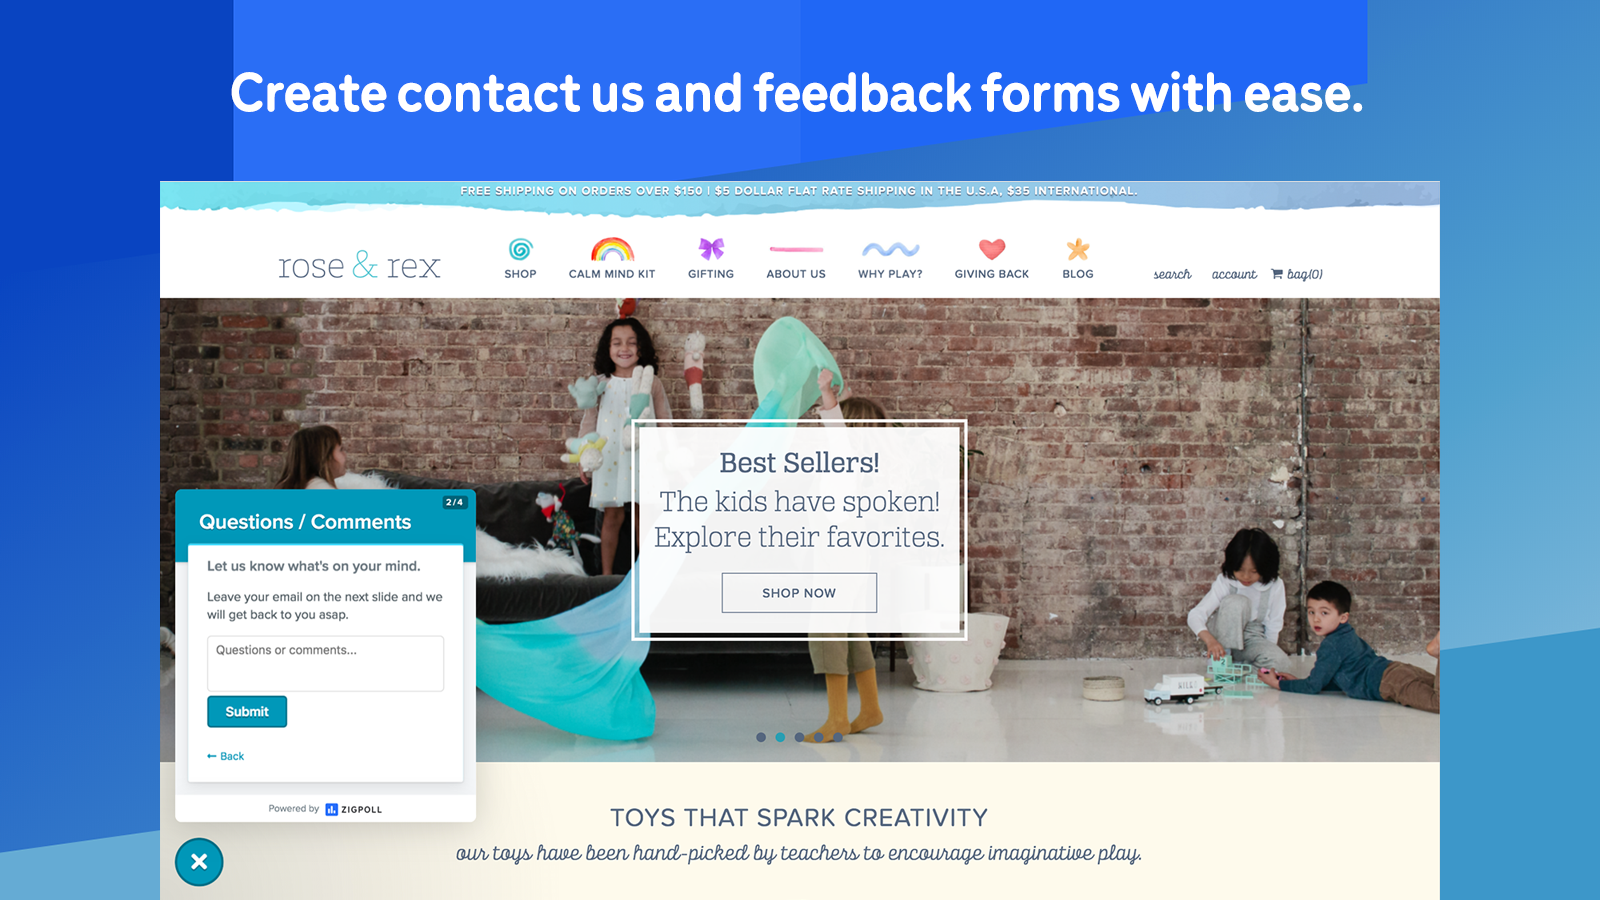 Create contact us and feedback forms with ease.
FREE SHIPPING ON ORDERS OVER $150 | $5 DOLLAR FLAT RATE SHIPPING IN THE U.S.A, $35 INTERNATIONAL.
rose & rex
SHOP
CALM MIND KIT
GIFTING
ABOUT US
WHY PLAY?
GIVING BACK
BLOG
search
account
bag(0)
Best Sellers!
The kids have spoken!
Explore their favorites.
SHOP NOW
2/4
Questions / Comments
Let us know what's on your mind.
Leave your email on the next slide and we
will get back to you asap.
Questions or comments...
Submit
← Back
Powered by ZIGPOLL
MILK
TOYS THAT SPARK CREATIVITY
our toys have been hand-picked by teachers to encourage imaginative play.